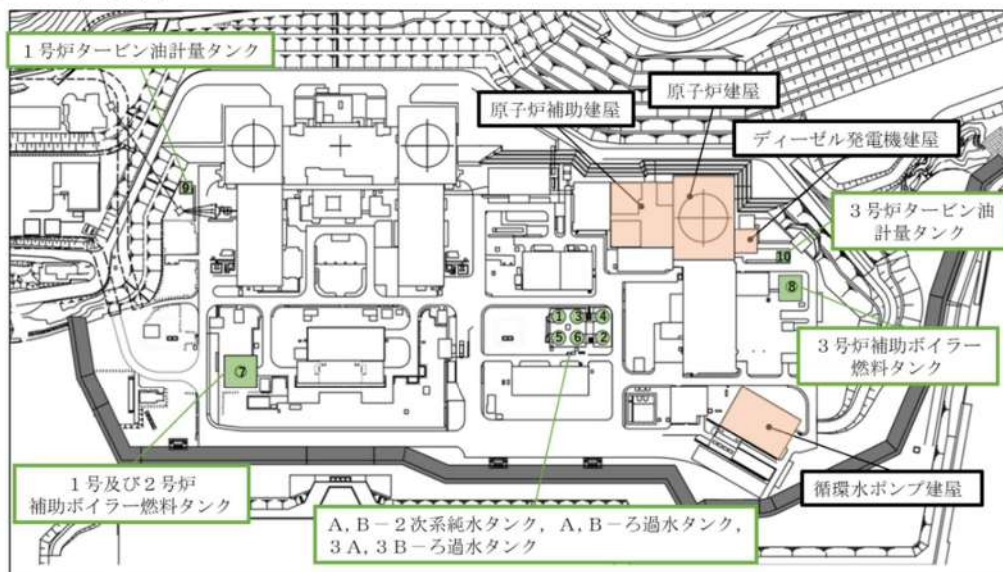 1号炉タービン油計量タンク
原子炉建屋
原子炉補助建屋
ディーゼル発電機建屋
3号炉タービン油
計量タンク
9
10
⑧
① ③ ④
⑤ ⑥ ②
⑦
3号炉補助ボイラー
燃料タンク
1号及び2号炉
補助ボイラー燃料タンク
循環水ポンプ建屋
A,B-2次系純水タンク,A,B-ろ過水タンク,
3A,3B-ろ過水タンク